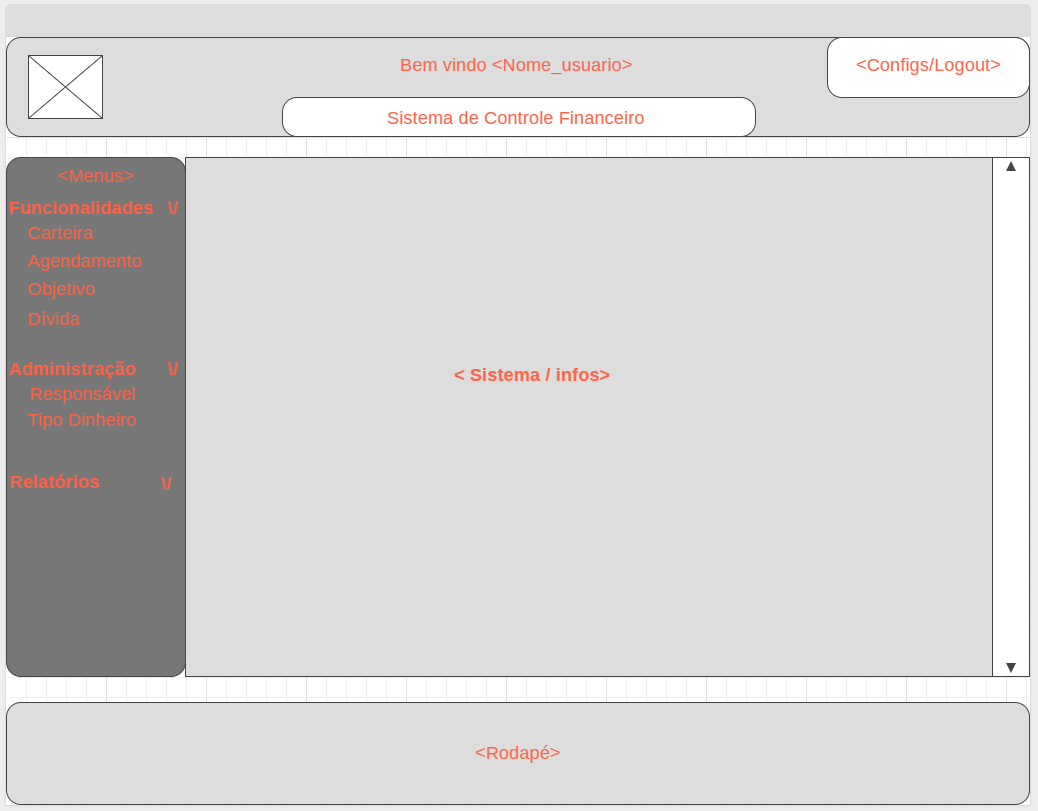 Bem vindo <Nome_usuario>
<Configs/Logout>
Sistema de Controle Financeiro
<Menus>
Funcionalidades \/
Carteira
Agendamento
Objetivo
Dívida
Administração \/
Responsável
Tipo Dinheiro
Relatórios \/
< Sistema / infos>
<Rodapé>